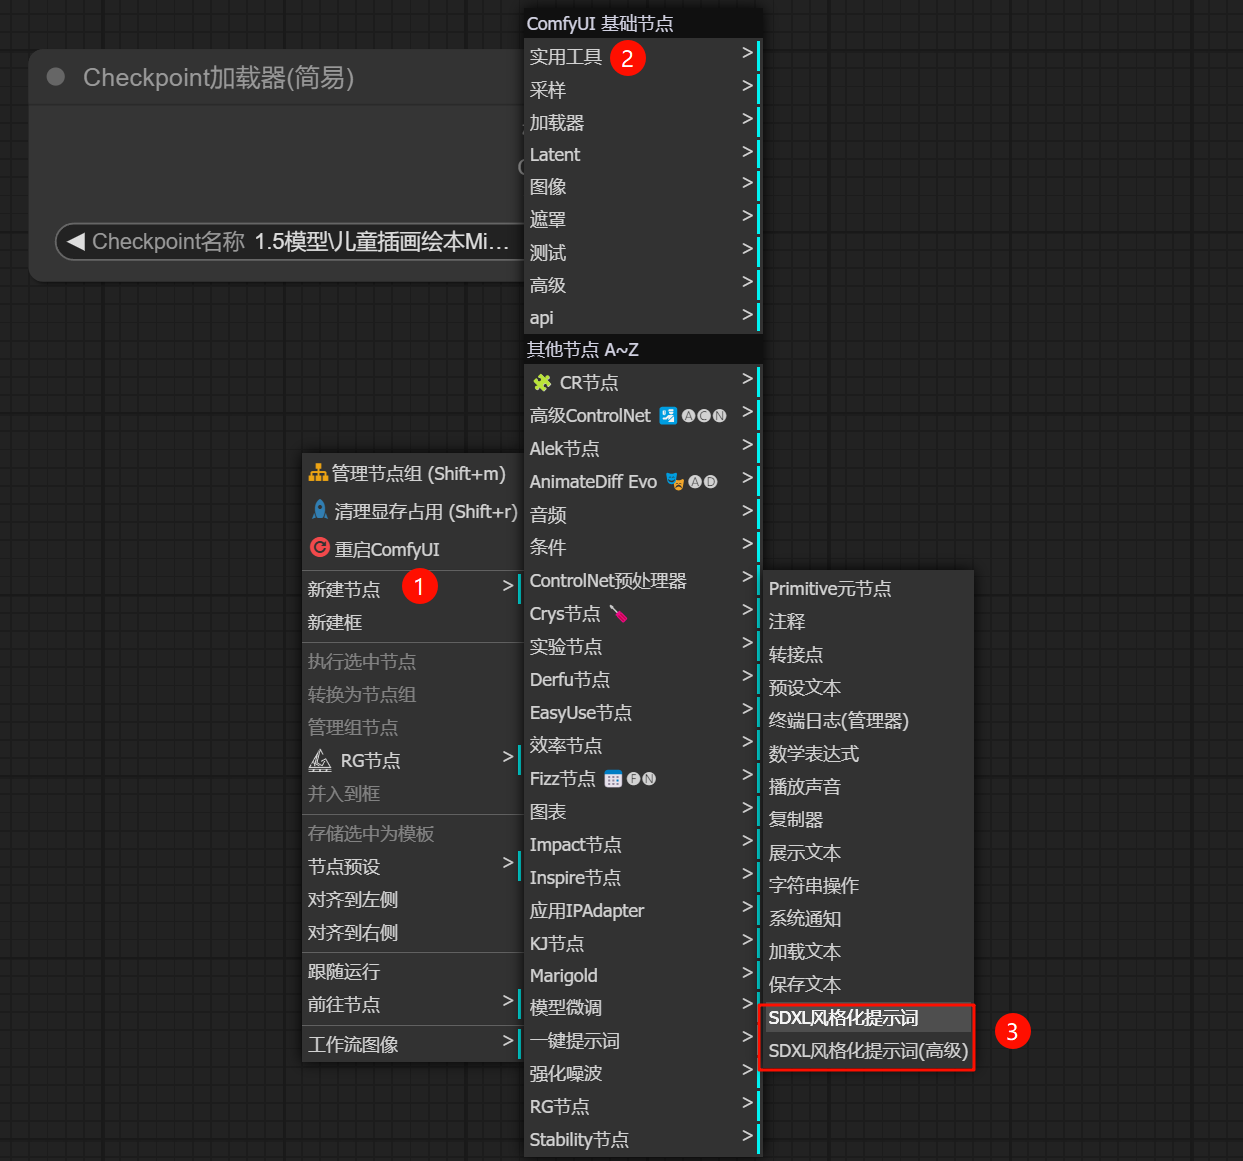 Checkpoint加载器(简易)
Checkpoint名称 1.5模型\儿童插画绘本Mi...
管理节点组 (Shift+m)
清理显存占用 (Shift+r)
重启ComfyUI
新建节点 1
新建框
执行选中节点
转换为节点组
管理组节点
RG节点
并入到框
存储选中为模板
节点预设
对齐到左侧
对齐到右侧
跟随运行
前往节点
工作流图像
ComfyUI 基础节点
实用工具 2
采样
加载器
Latent
图像
遮罩
测试
高级
api
其他节点 A~Z
CR节点
高级ControlNet ACN
Alek节点
AnimateDiff Evo AD
音频
条件
ControlNet预处理器
Crys节点
实验节点
Derfu节点
EasyUse节点
效率节点
Fizz节点 FN
图表
Impact节点
Inspire节点
应用IPAdapter
KJ节点
Marigold
模型微调
一键提示词
强化噪波
RG节点
Stability节点
Primitive元节点
注释
转接点
预设文本
终端日志(管理器)
数学表达式
播放声音
复制器
展示文本
字符串操作
系统通知
加载文本
保存文本
SDXL风格化提示词
SDXL风格化提示词(高级)
3